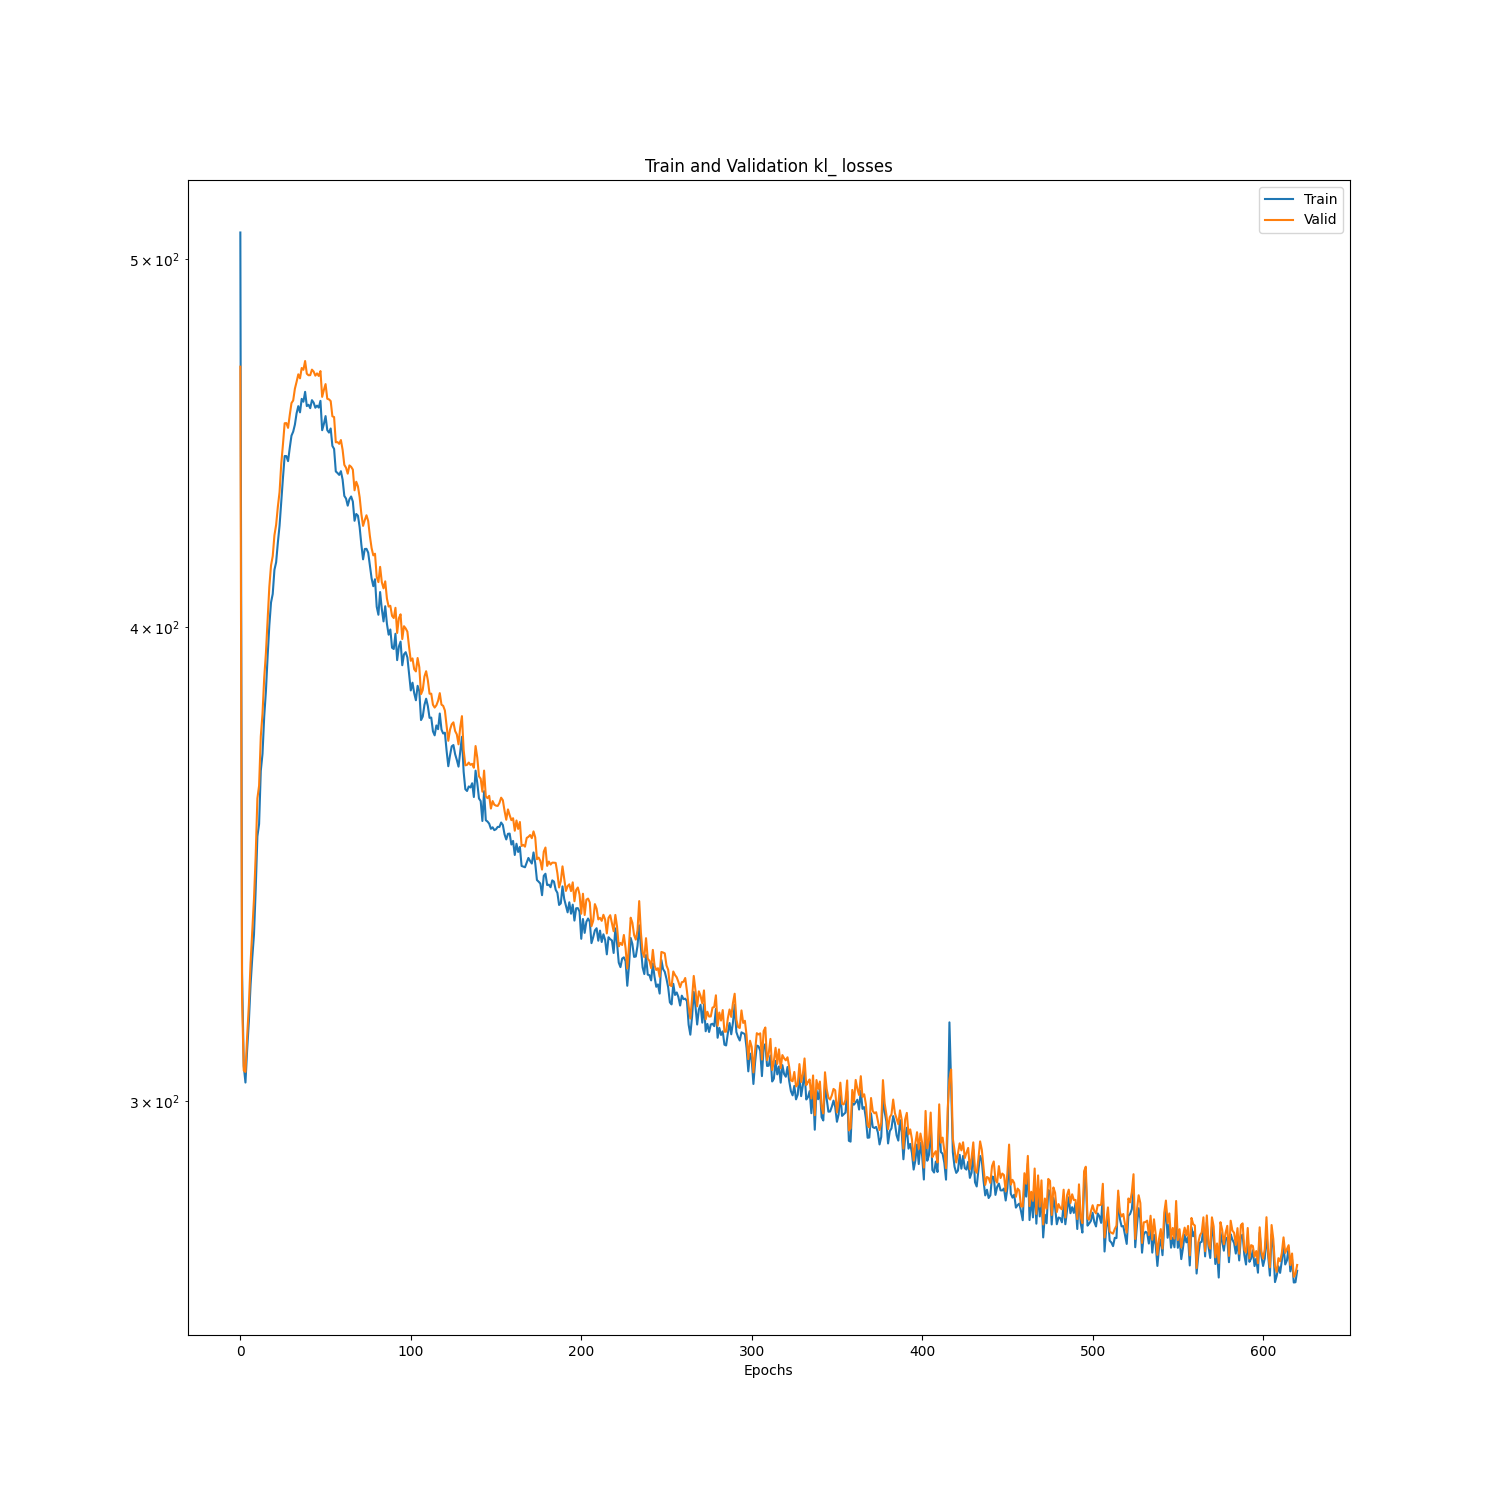 Train and Validation kl_ losses
Train
Valid
5 × 10²
4 × 10²
3 × 10²
0 100 200 300 400 500 600
Epochs